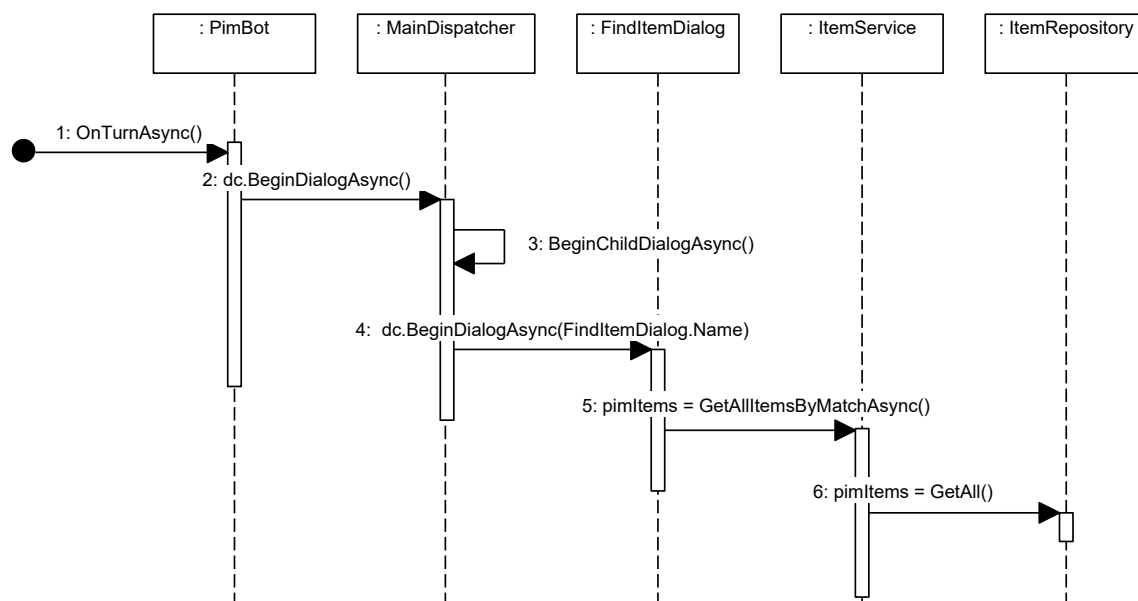 : PimBot
: MainDispatcher
: FindItemDialog
: ItemService
: ItemRepository
1: OnTurnAsync()
2: dc.BeginDialogAsync()
3: BeginChildDialogAsync()
4:  dc.BeginDialogAsync(FindItemDialog.Name)
5: pimItems = GetAllItemsByMatchAsync()
6: pimItems = GetAll()